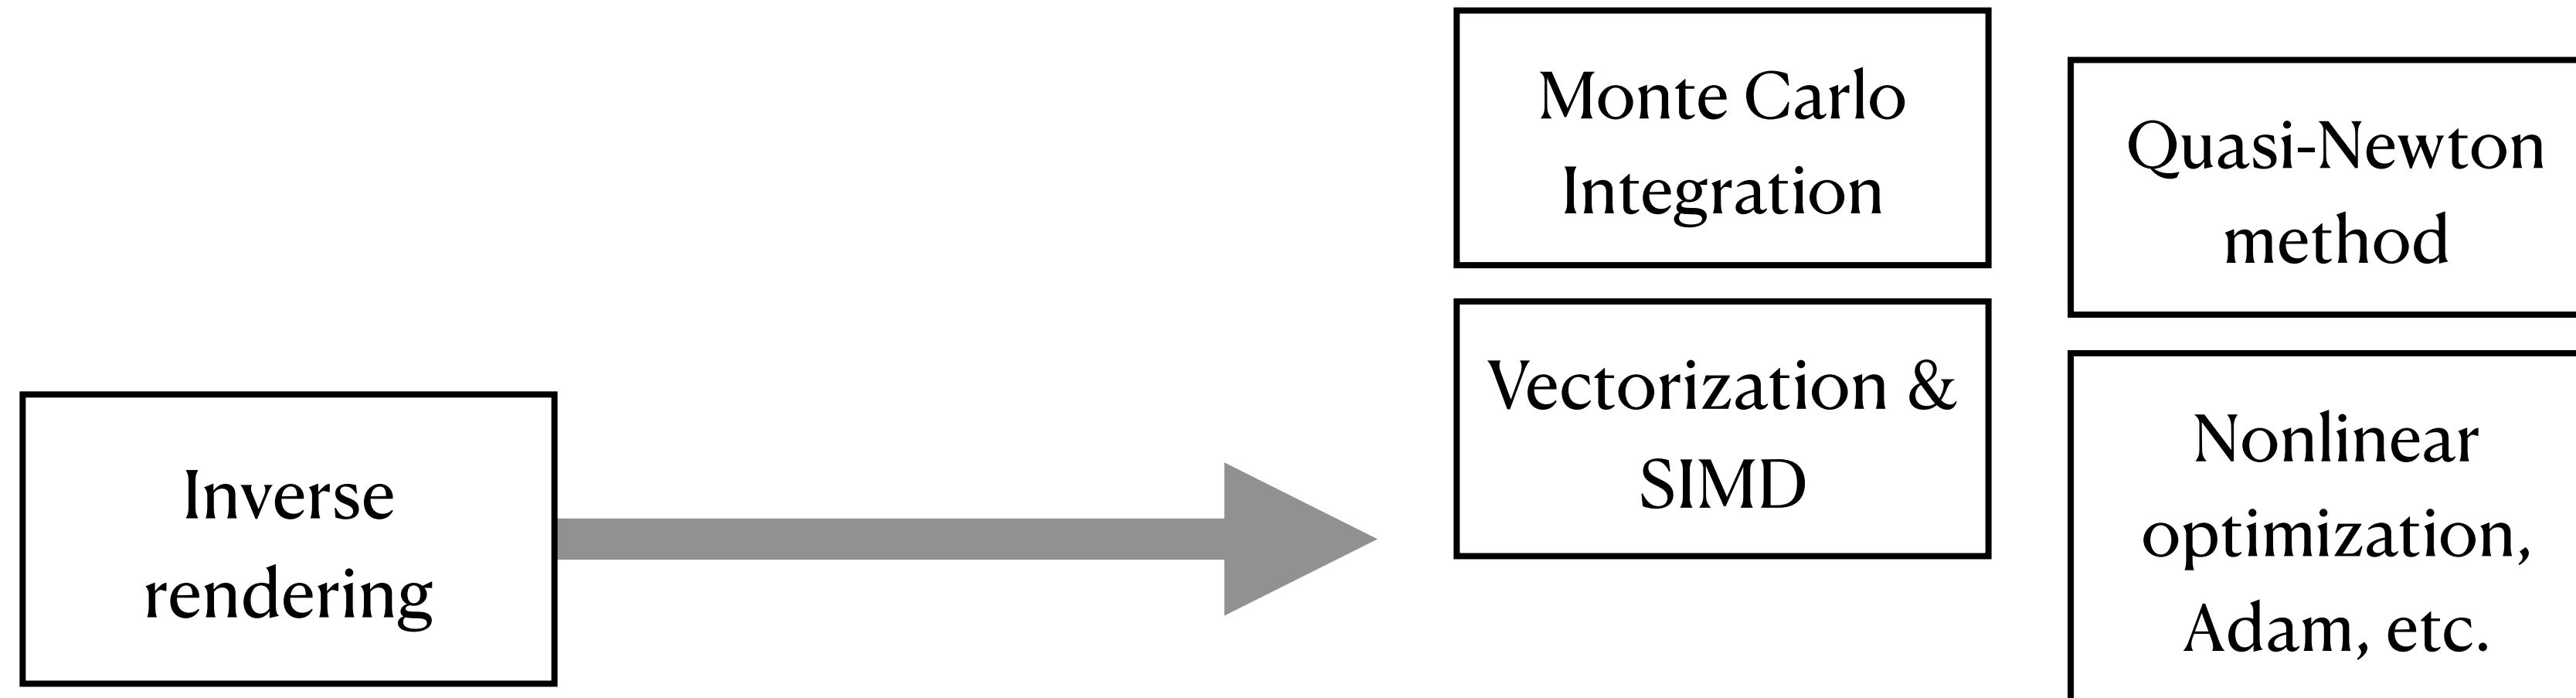 Inverse
rendering
Monte Carlo
Integration
Vectorization &
SIMD
Quasi-Newton
method
Nonlinear
optimization,
Adam, etc.